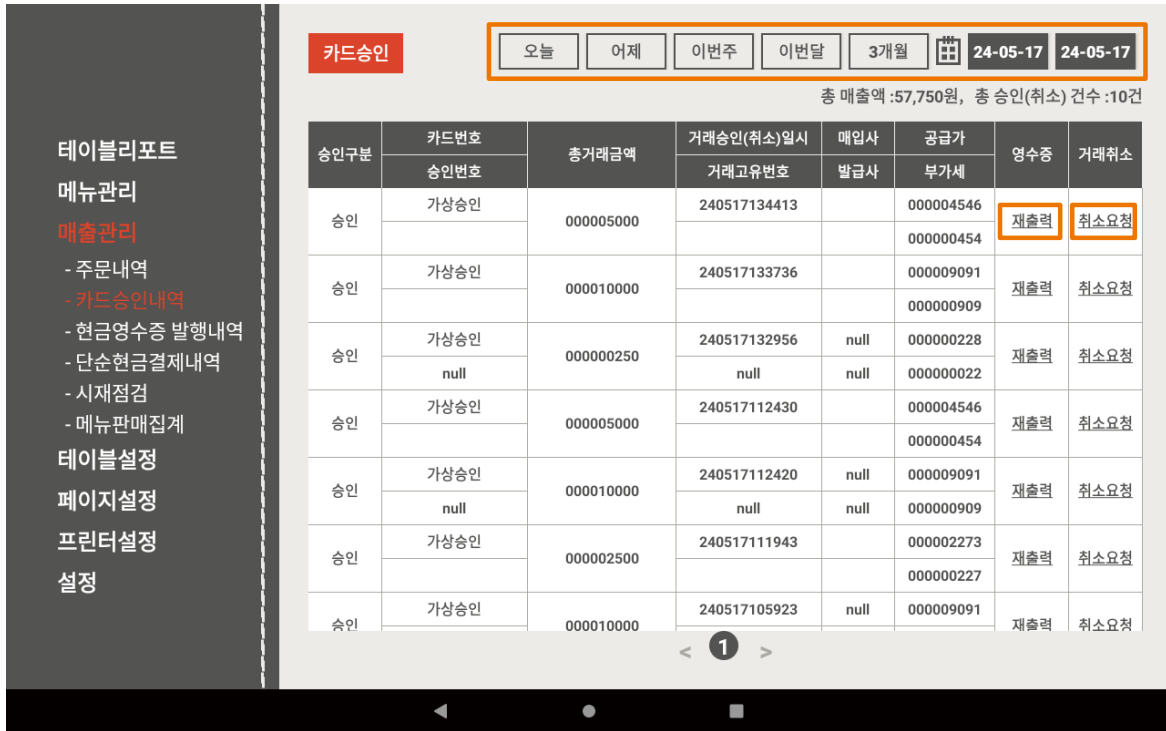 카드승인
오늘 어제 이번주 이번달 3개월 24-05-17 24-05-17
총 매출액 :57,750원, 총 승인(취소) 건수 :10건
테이블리포트
메뉴관리
매출관리
- 주문내역
- 카드승인내역
- 현금영수증 발행내역
- 단순현금결제내역
- 시재점검
- 메뉴판매집계
테이블설정
페이지설정
프린터설정
설정
승인구분 카드번호 총거래금액 거래승인(취소)일시 매입사 공급가 영수증 거래취소
승인번호 거래고유번호 발급사 부가세
승인 가상승인 000005000 240517134413 000004546 재출력 취소요청
000000454
승인 가상승인 000010000 240517133736 000009091 재출력 취소요청
000000909
승인 가상승인 000000250 240517132956 null 000000228 재출력 취소요청
null null null 000000022
승인 가상승인 000005000 240517112430 000004546 재출력 취소요청
000000454
승인 가상승인 000010000 240517112420 null 000009091 재출력 취소요청
null null null 000000909
승인 가상승인 000002500 240517111943 000002273 재출력 취소요청
000000227
승인 가상승인 000010000 240517105923 null 000009091 재출력 취소요청
< 1 >